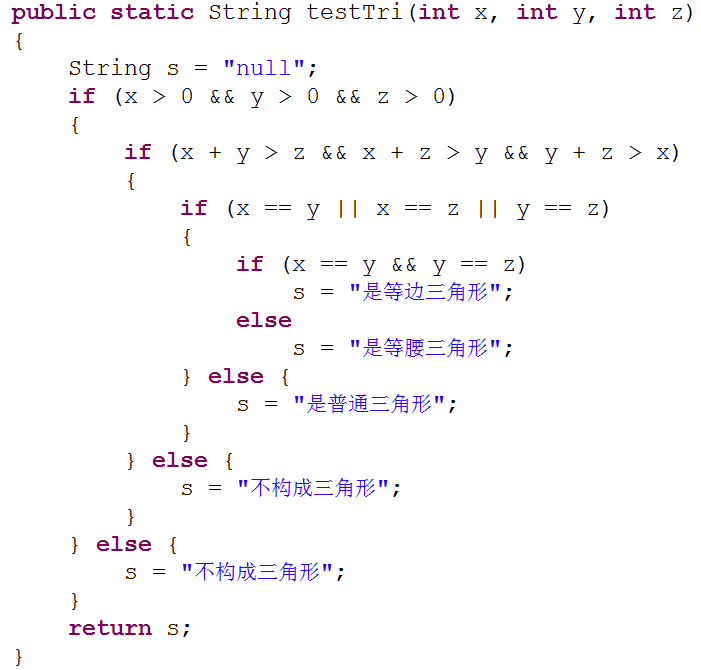 public static String testTri(int x, int y, int z)
{
    String s = "null";
    if (x > 0 && y > 0 && z > 0)
    {
        if (x + y > z && x + z > y && y + z > x)
        {
            if (x == y || x == z || y == z)
            {
                if (x == y && y == z)
                    s = "是等边三角形";
                else
                    s = "是等腰三角形";
            } else {
                s = "是普通三角形";
            }
        } else {
            s = "不构成三角形";
        }
    } else {
        s = "不构成三角形";
    }
    return s;
}